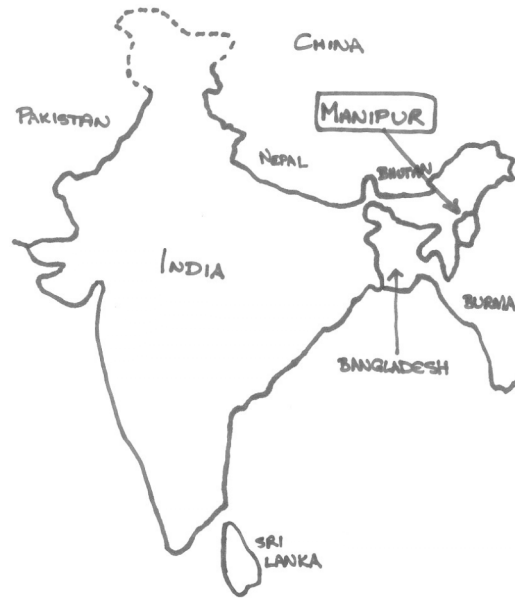 CHINA
PAKISTAN
MANIPUR
NEPAL
BHUTAN
INDIA
BURMA
BANGLADESH
SRI
LANKA